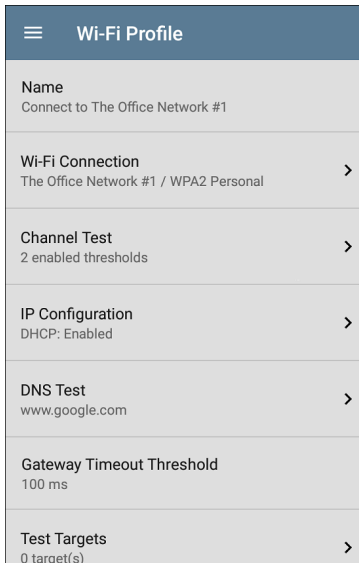 Wi-Fi Profile
Name
Connect to The Office Network #1
Wi-Fi Connection
The Office Network #1 / WPA2 Personal
Channel Test
2 enabled thresholds
IP Configuration
DHCP: Enabled
DNS Test
www.google.com
Gateway Timeout Threshold
100 ms
Test Targets
0 target(s)